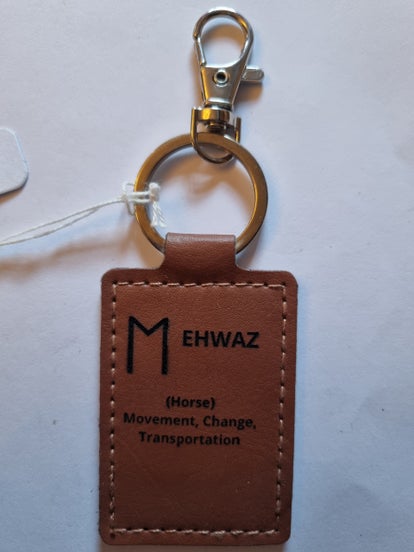 ᛖ EHWAZ
(Horse)
Movement, Change,
Transportation